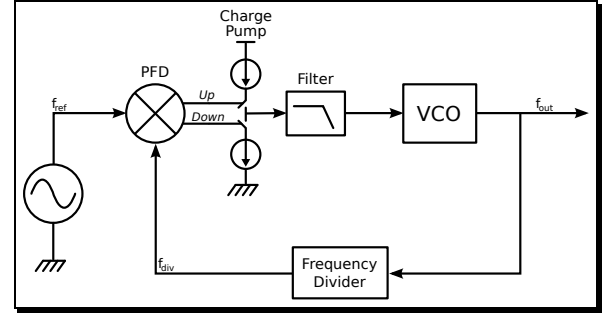 Charge
Pump
PFD
Filter
Up
Down
fref
VCO
fout
fdiv
Frequency
Divider